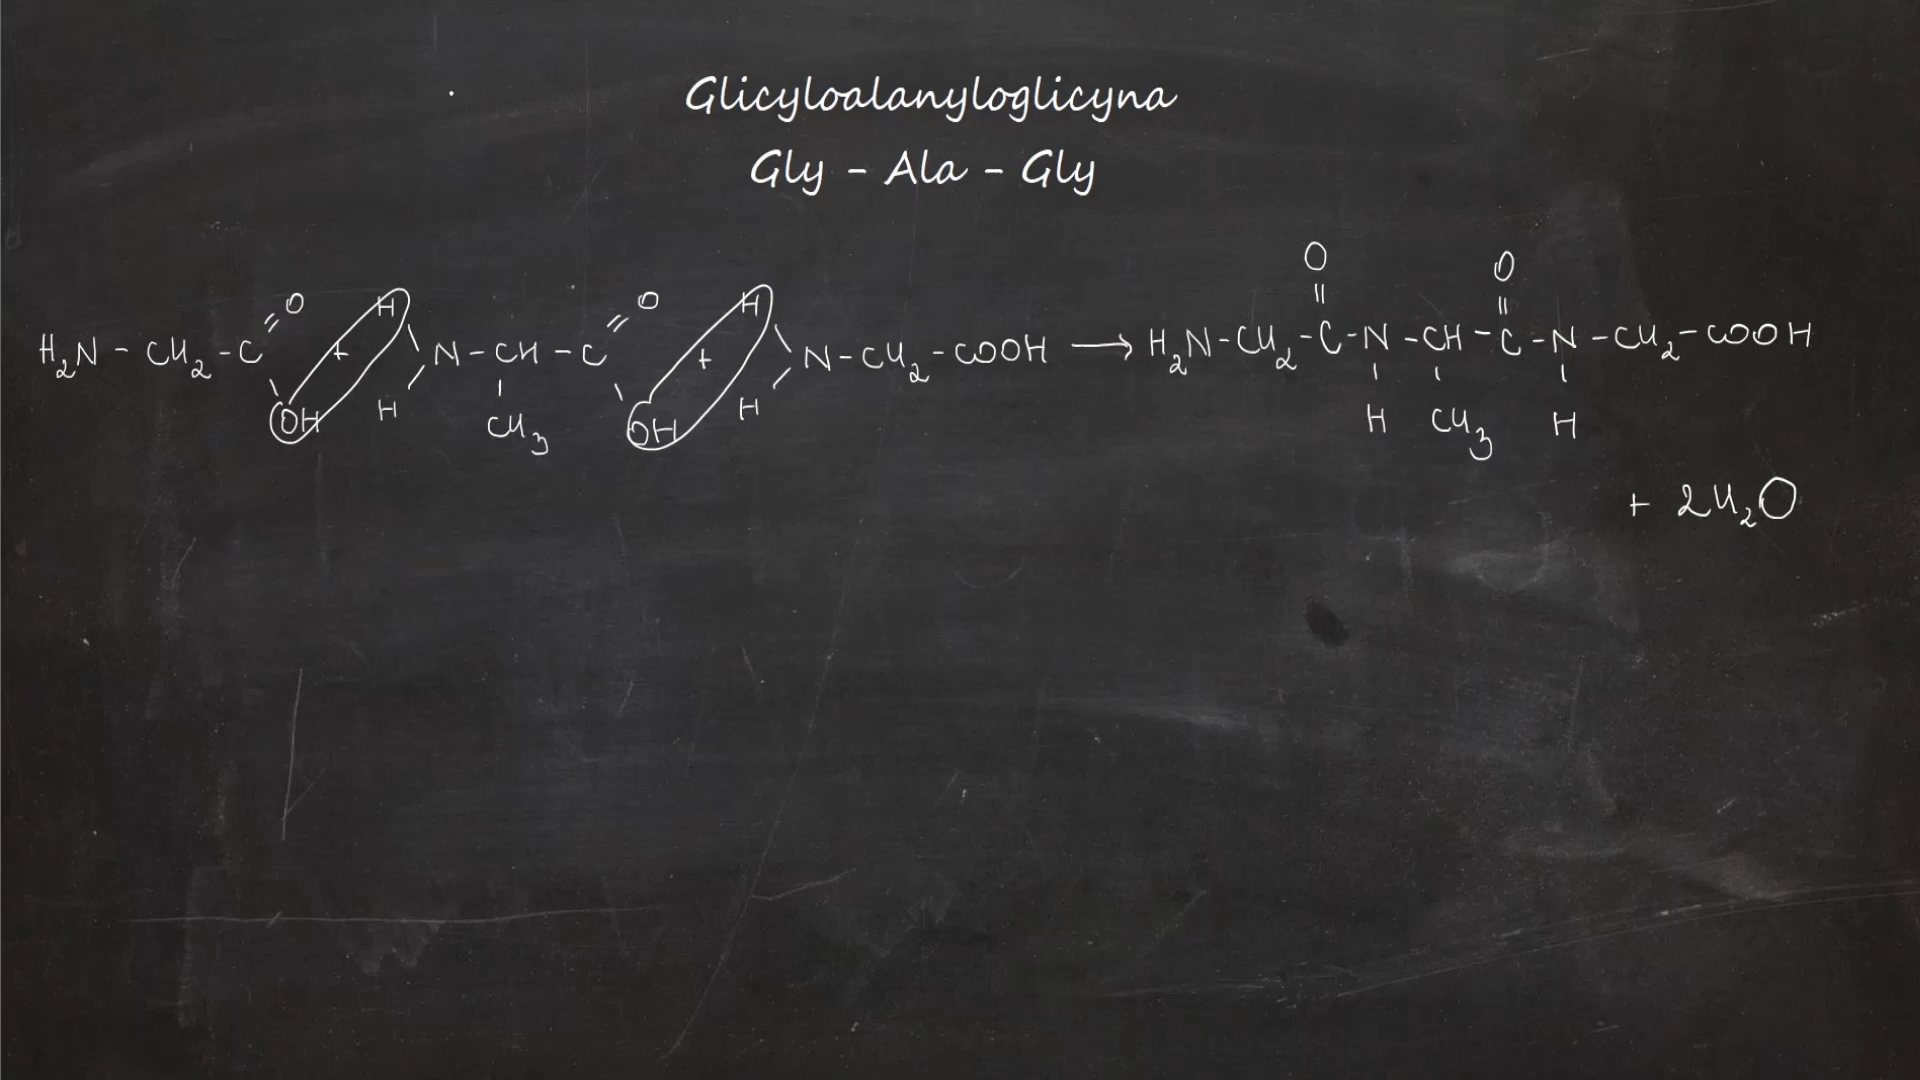 Glicyloalanyloglicyna
Gly - Ala - Gly
O H O H O O
H₂N - CH₂ - C + N - CH - C + N - CH₂ - COOH → H₂N - CH₂ - C - N - CH - C - N - CH₂ - COOH
OH H CH₃ OH H H CH₃ H
+ 2H₂O